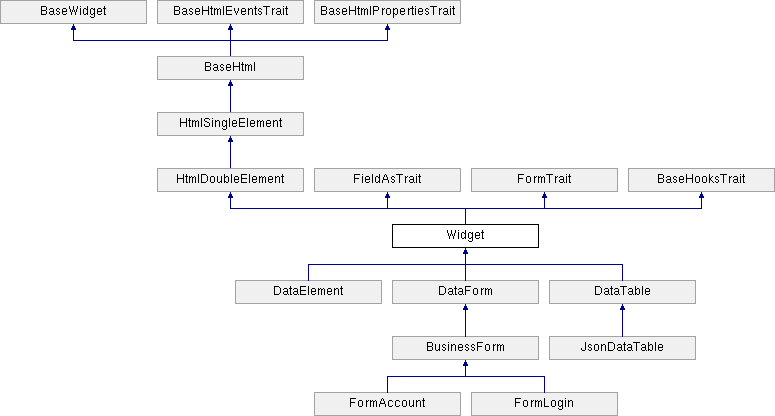 BaseWidget
BaseHtmlEventsTrait
BaseHtmlPropertiesTrait
BaseHtml
HtmlSingleElement
HtmlDoubleElement
FieldAsTrait
FormTrait
BaseHooksTrait
Widget
DataElement
DataForm
DataTable
BusinessForm
JsonDataTable
FormAccount
FormLogin